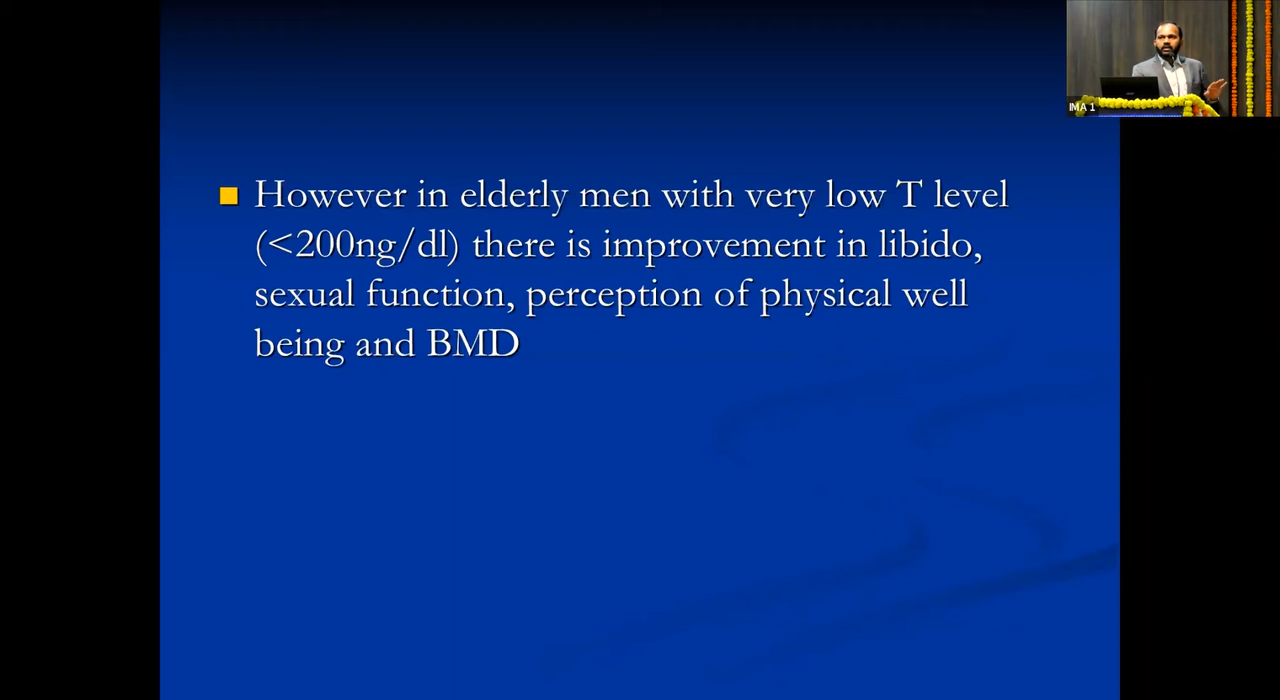 IMA 1
However in elderly men with very low T level
(<200ng/dl) there is improvement in libido,
sexual function, perception of physical well
being and BMD